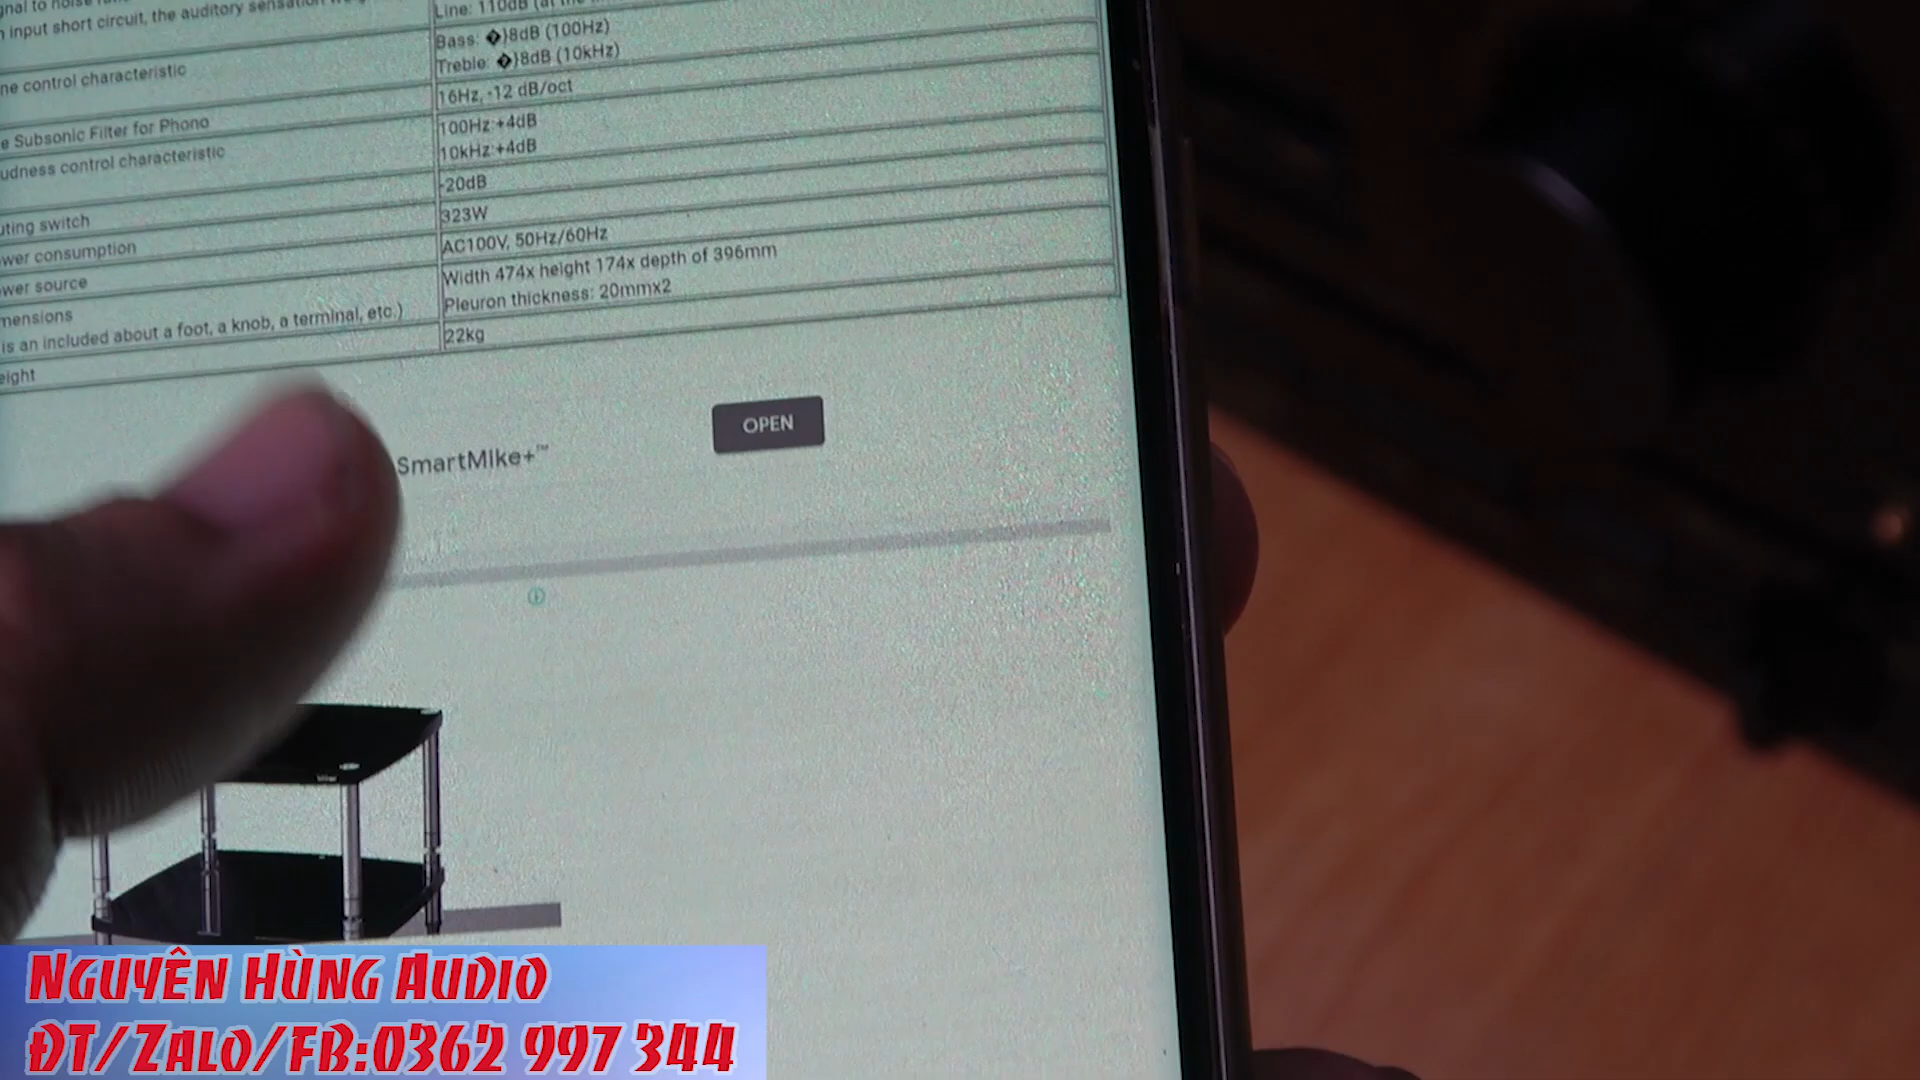 input short circuit, the auditory sensation
Line: 110dB (at the
Bass: �}8dB (100Hz)
Treble: �}8dB (10kHz)
ne control characteristic
16Hz, -12 dB/oct
e Subsonic Filter for Phono
100Hz:+4dB
10kHz:+4dB
udness control characteristic
-20dB
uting switch
323W
wer consumption
AC100V, 50Hz/60Hz
wer source
Width 474x height 174x depth of 396mm
Pleuron thickness: 20mmx2
mensions
is an included about a foot, a knob, a terminal, etc.)
22kg
eight
OPEN
SmartMike+™
Nguyên Hùng Audio
ĐT/Zalo/FB:0362 997 344